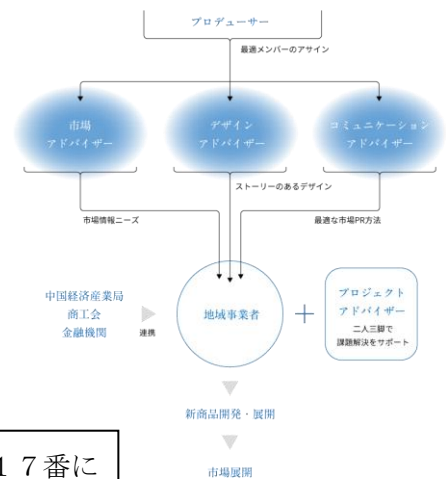 プロデューサー
最適メンバーのアサイン
市場
アドバイザー
デザイン
アドバイザー
コミュニケーション
アドバイザー
ストーリーのあるデザイン
市場情報ニーズ
最適な市場PR方法
中国経済産業局
商工会
金融機関
連携
地域事業者
＋
プロジェクト
アドバイザー
二人三脚で
課題解決をサポート
新商品開発・展開
市場展開
１７番に